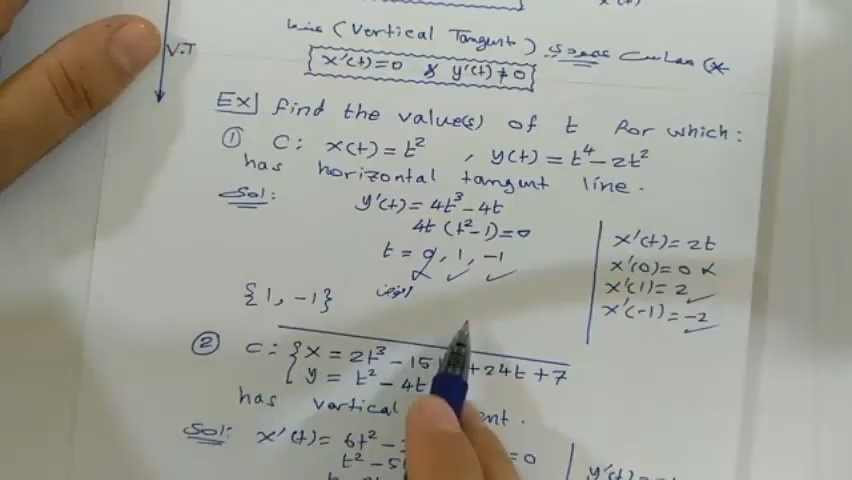 x'(t)
(Vertical Tangent)
V.T
x'(t)=0 & y'(t)≠0
Ex find the value(s) of t for which:
① C: x(t)=t² , y(t)=t⁴-2t²
has horizontal tangent line.
Sol:
y'(t)=4t³-4t
4t(t²-1)=0
t=0,1,-1
{1,-1}
x'(t)=2t
x'(0)=0 ×
x'(1)=2 ✓
x'(-1)=-2 ✓
② C: { x=2t³-15 +24t+7
y=t²-4t
has vertical
Sol: x'(t)=6t²-
t²-5 =0
y'(t)=